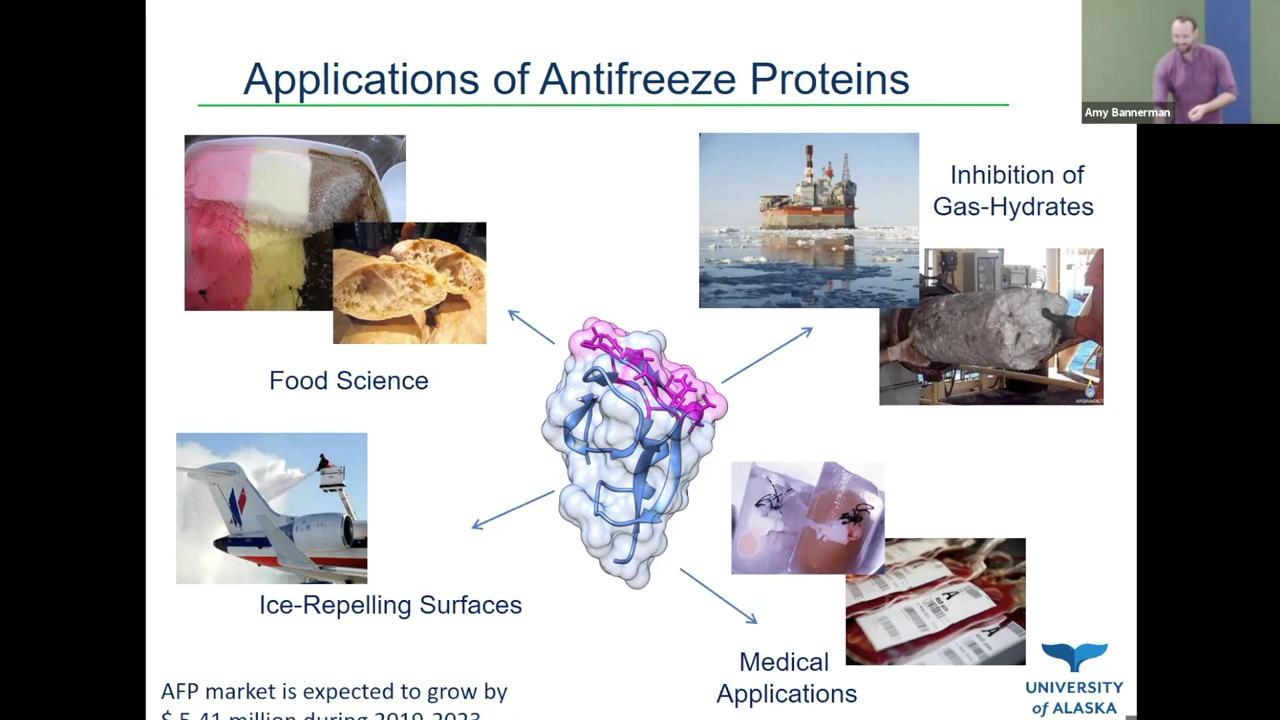 Applications of Antifreeze Proteins
Amy Bannerman
Inhibition of
Gas-Hydrates
Food Science
Ice-Repelling Surfaces
A
A
Medical
Applications
AFP market is expected to grow by
$ 5.41 million during 2019-2023
UNIVERSITY
of ALASKA